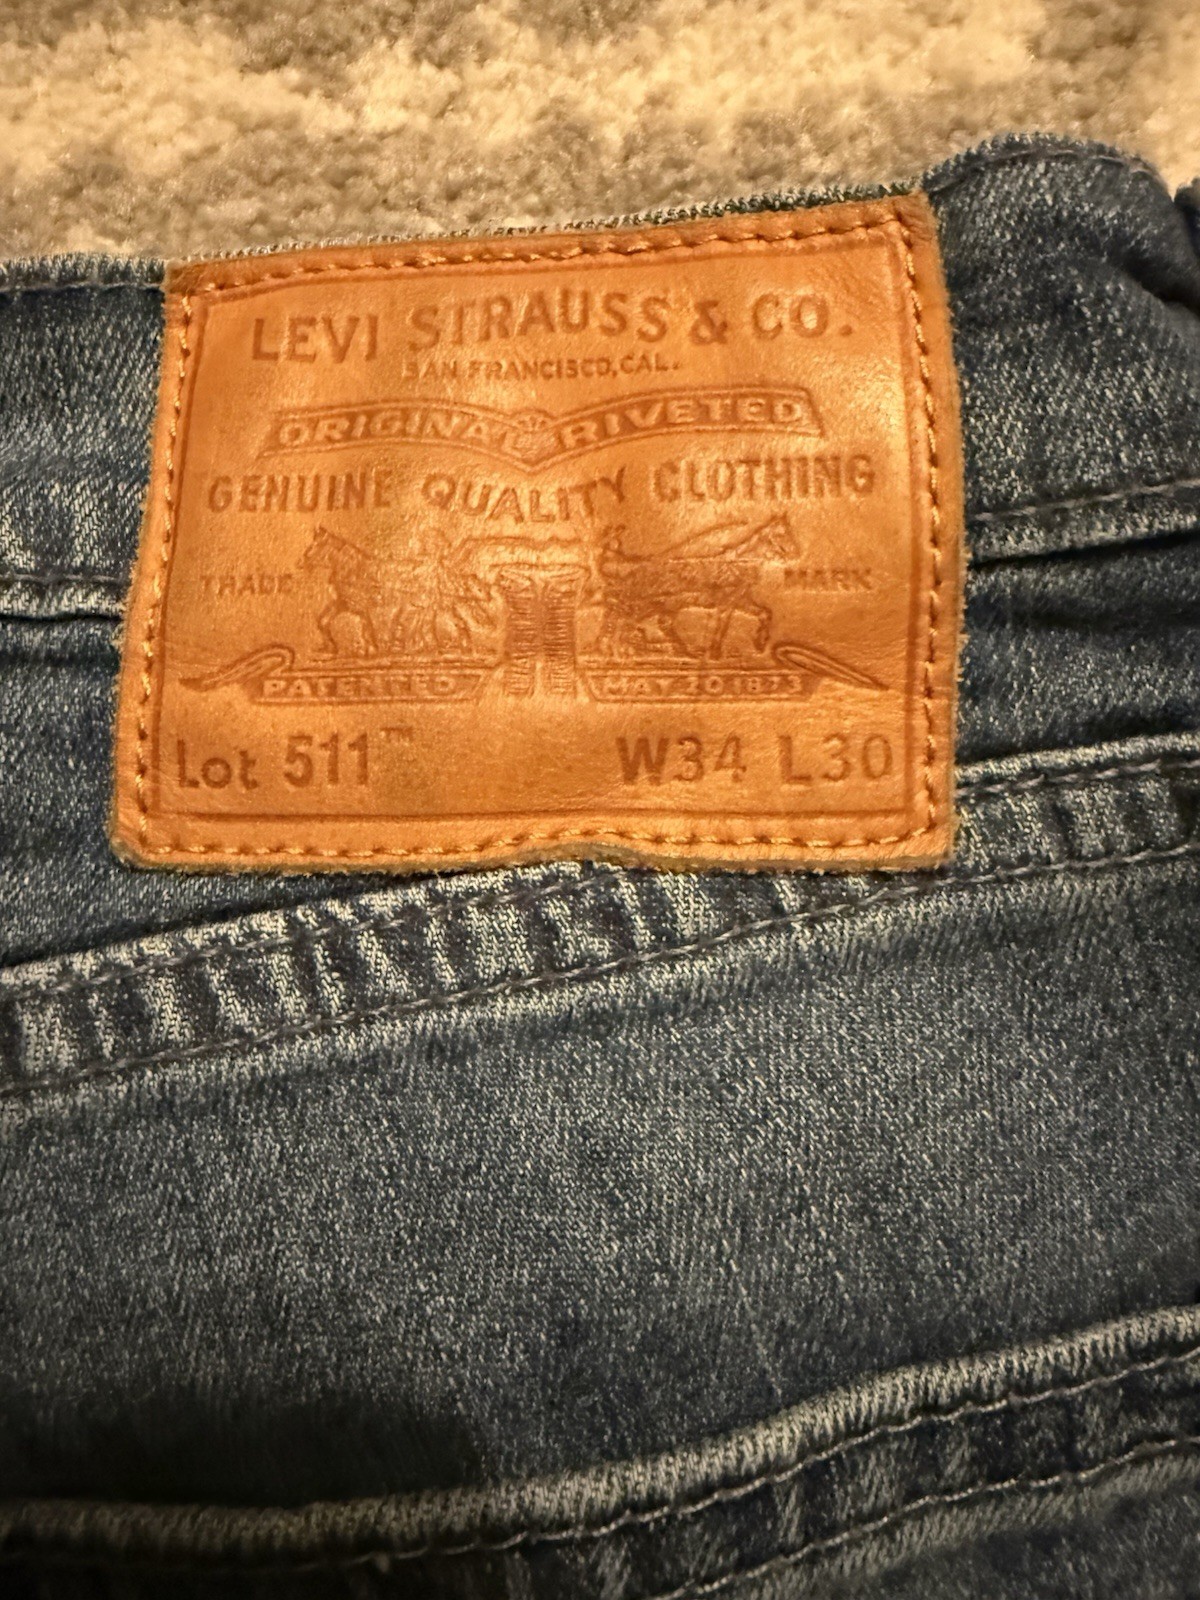 LEVI STRAUSS & CO.
SAN FRANCISCO, CAL.
ORIGINAL RIVETED
GENUINE QUALITY CLOTHING
TRADE MARK
PATENTED MAY 20 1873
Lot 511™ W34 L30